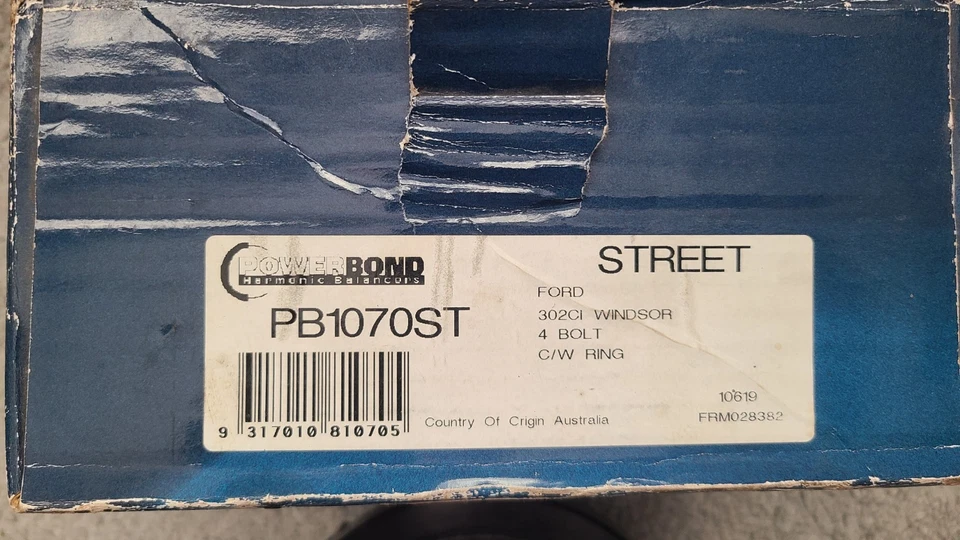 POWERBOND
Harmonic Balancers
PB1070ST
9 317010 810705
STREET
FORD
302CI WINDSOR
4 BOLT
C/W RING
Country Of Origin Australia
10619
FRM028382